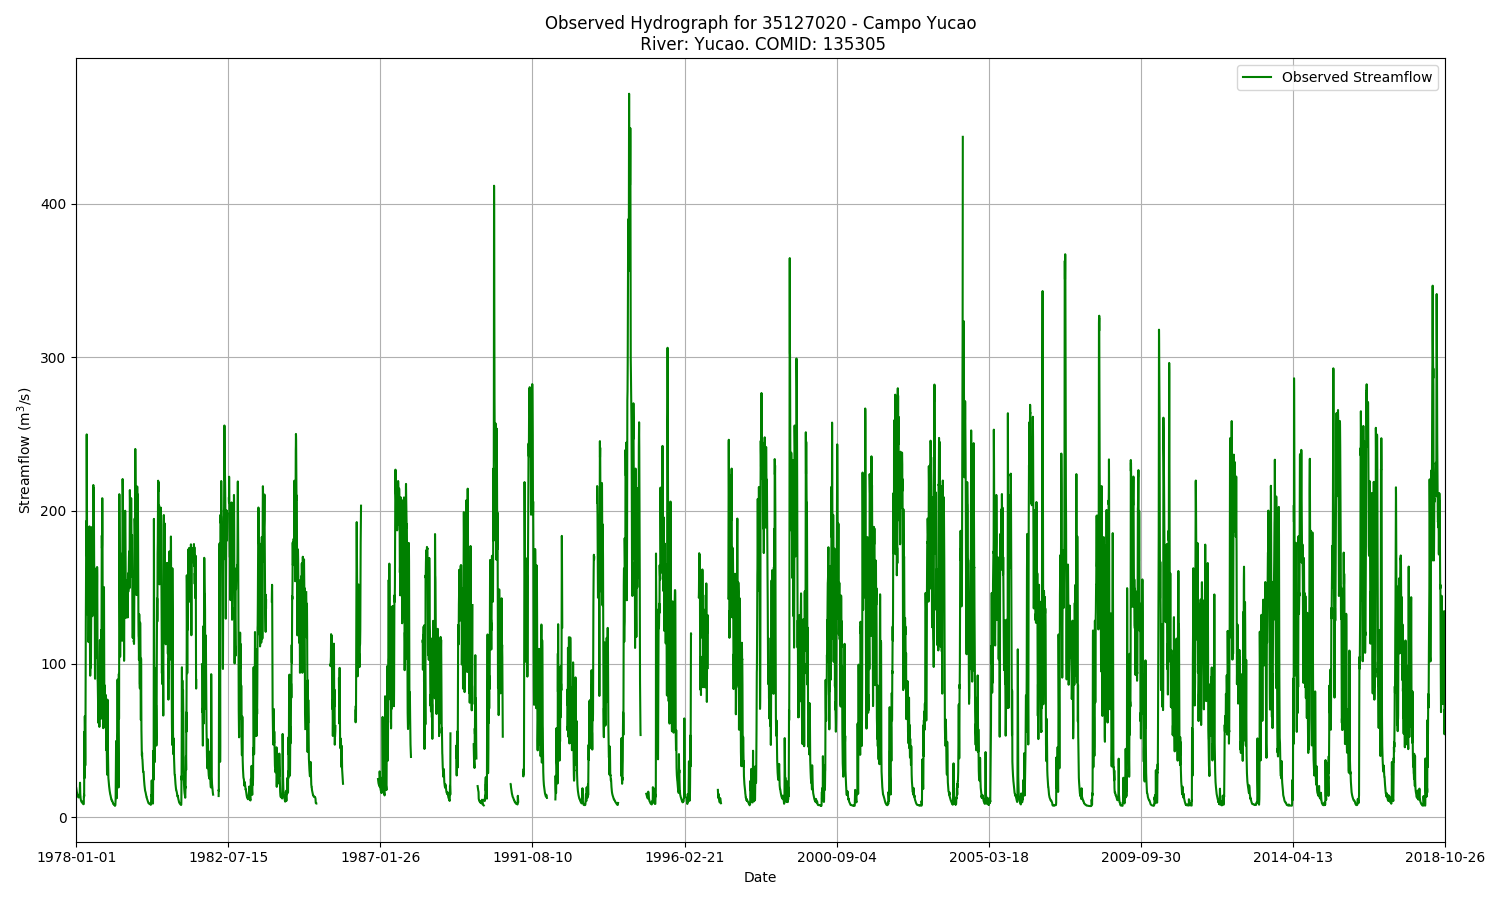 Observed Hydrograph for 35127020 - Campo Yucao
River: Yucao. COMID: 135305
Observed Streamflow
Streamflow (m³/s)
400
300
200
100
0
1978-01-01 1982-07-15 1987-01-26 1991-08-10 1996-02-21 2000-09-04 2005-03-18 2009-09-30 2014-04-13 2018-10-26
Date